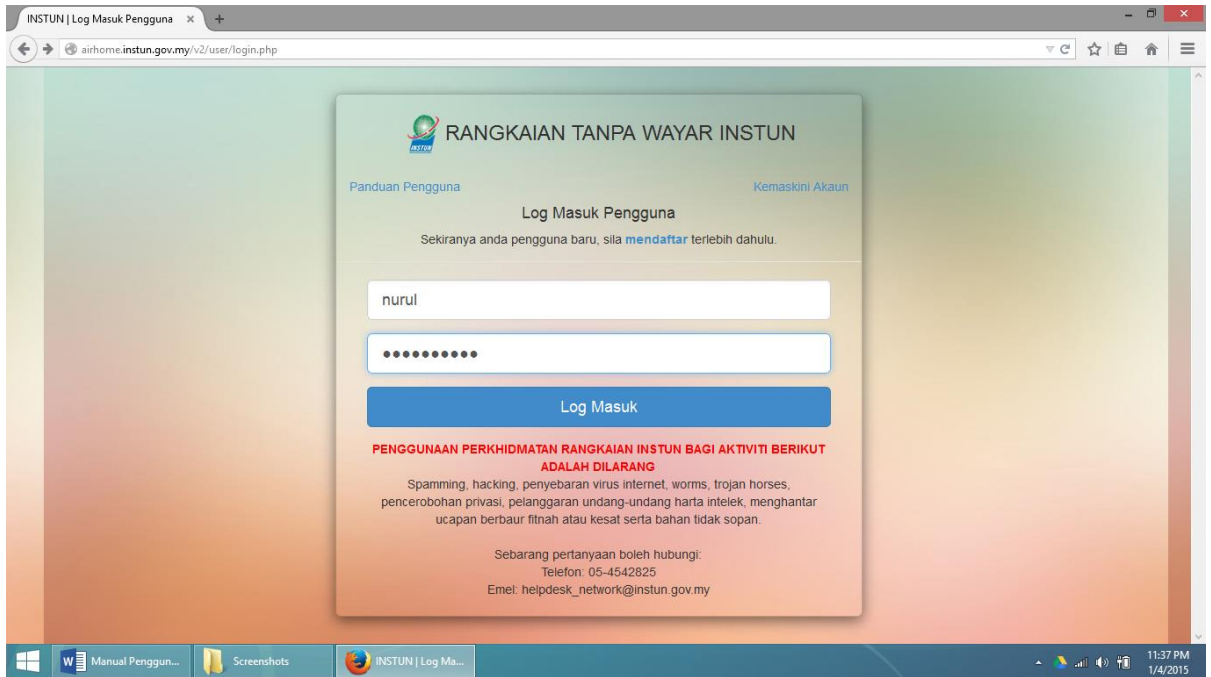 INSTUN | Log Masuk Pengguna
airhome.instun.gov.my/v2/user/login.php
INSTUN
RANGKAIAN TANPA WAYAR INSTUN
Panduan Pengguna Kemaskini Akaun
Log Masuk Pengguna
Sekiranya anda pengguna baru, sila mendaftar terlebih dahulu.
nurul
●●●●●●●●●●
Log Masuk
PENGGUNAAN PERKHIDMATAN RANGKAIAN INSTUN BAGI AKTIVITI BERIKUT
ADALAH DILARANG
Spamming, hacking, penyebaran virus internet, worms, trojan horses,
pencerobohan privasi, pelanggaran undang-undang harta intelek, menghantar
ucapan berbaur fitnah atau kesat serta bahan tidak sopan.
Sebarang pertanyaan boleh hubungi:
Telefon: 05-4542825
Emel: helpdesk_network@instun.gov.my
Manual Penggun... Screenshots INSTUN | Log Ma...
11:37 PM
1/4/2015